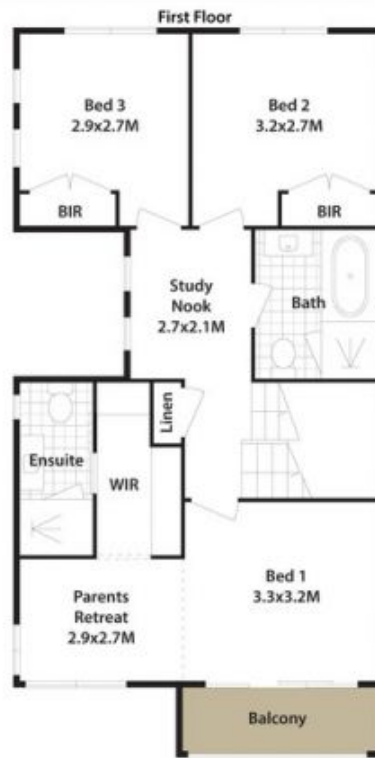 First Floor
Bed 3
2.9x2.7M
Bed 2
3.2x2.7M
BIR
BIR
Study
Nook
2.7x2.1M
Bath
Linen
Ensuite
WIR
Parents
Retreat
2.9x2.7M
Bed 1
3.3x3.2M
Balcony